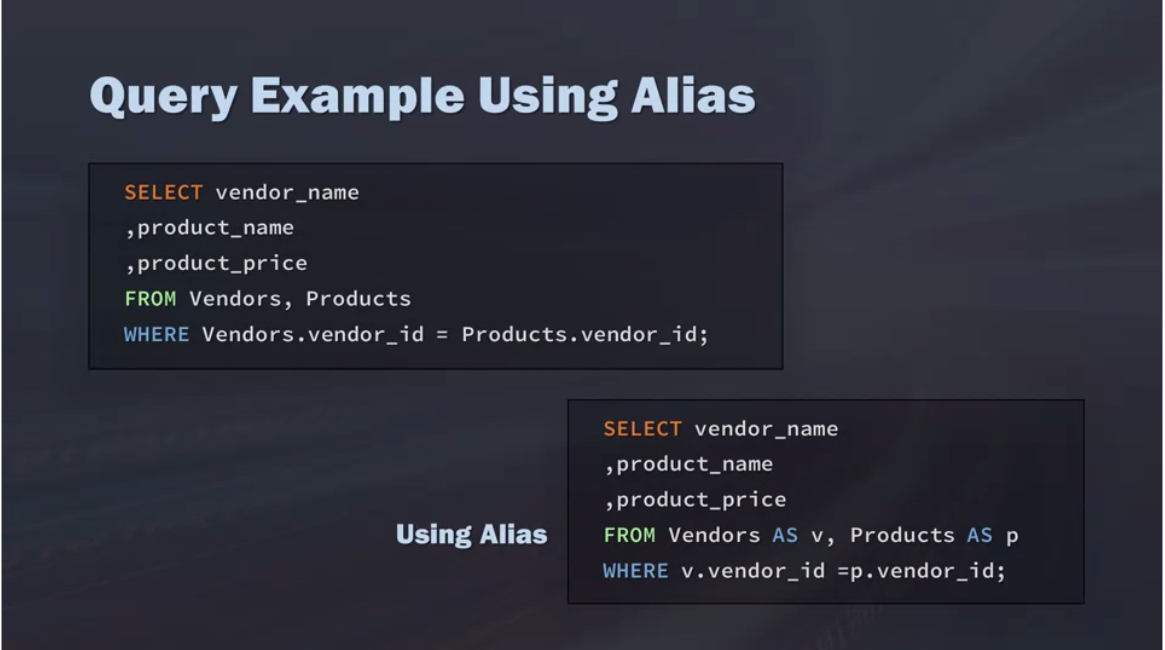 Query Example Using Alias
SELECT vendor_name
,product_name
,product_price
FROM Vendors, Products
WHERE Vendors.vendor_id = Products.vendor_id;
Using Alias
SELECT vendor_name
,product_name
,product_price
FROM Vendors AS v, Products AS p
WHERE v.vendor_id =p.vendor_id;